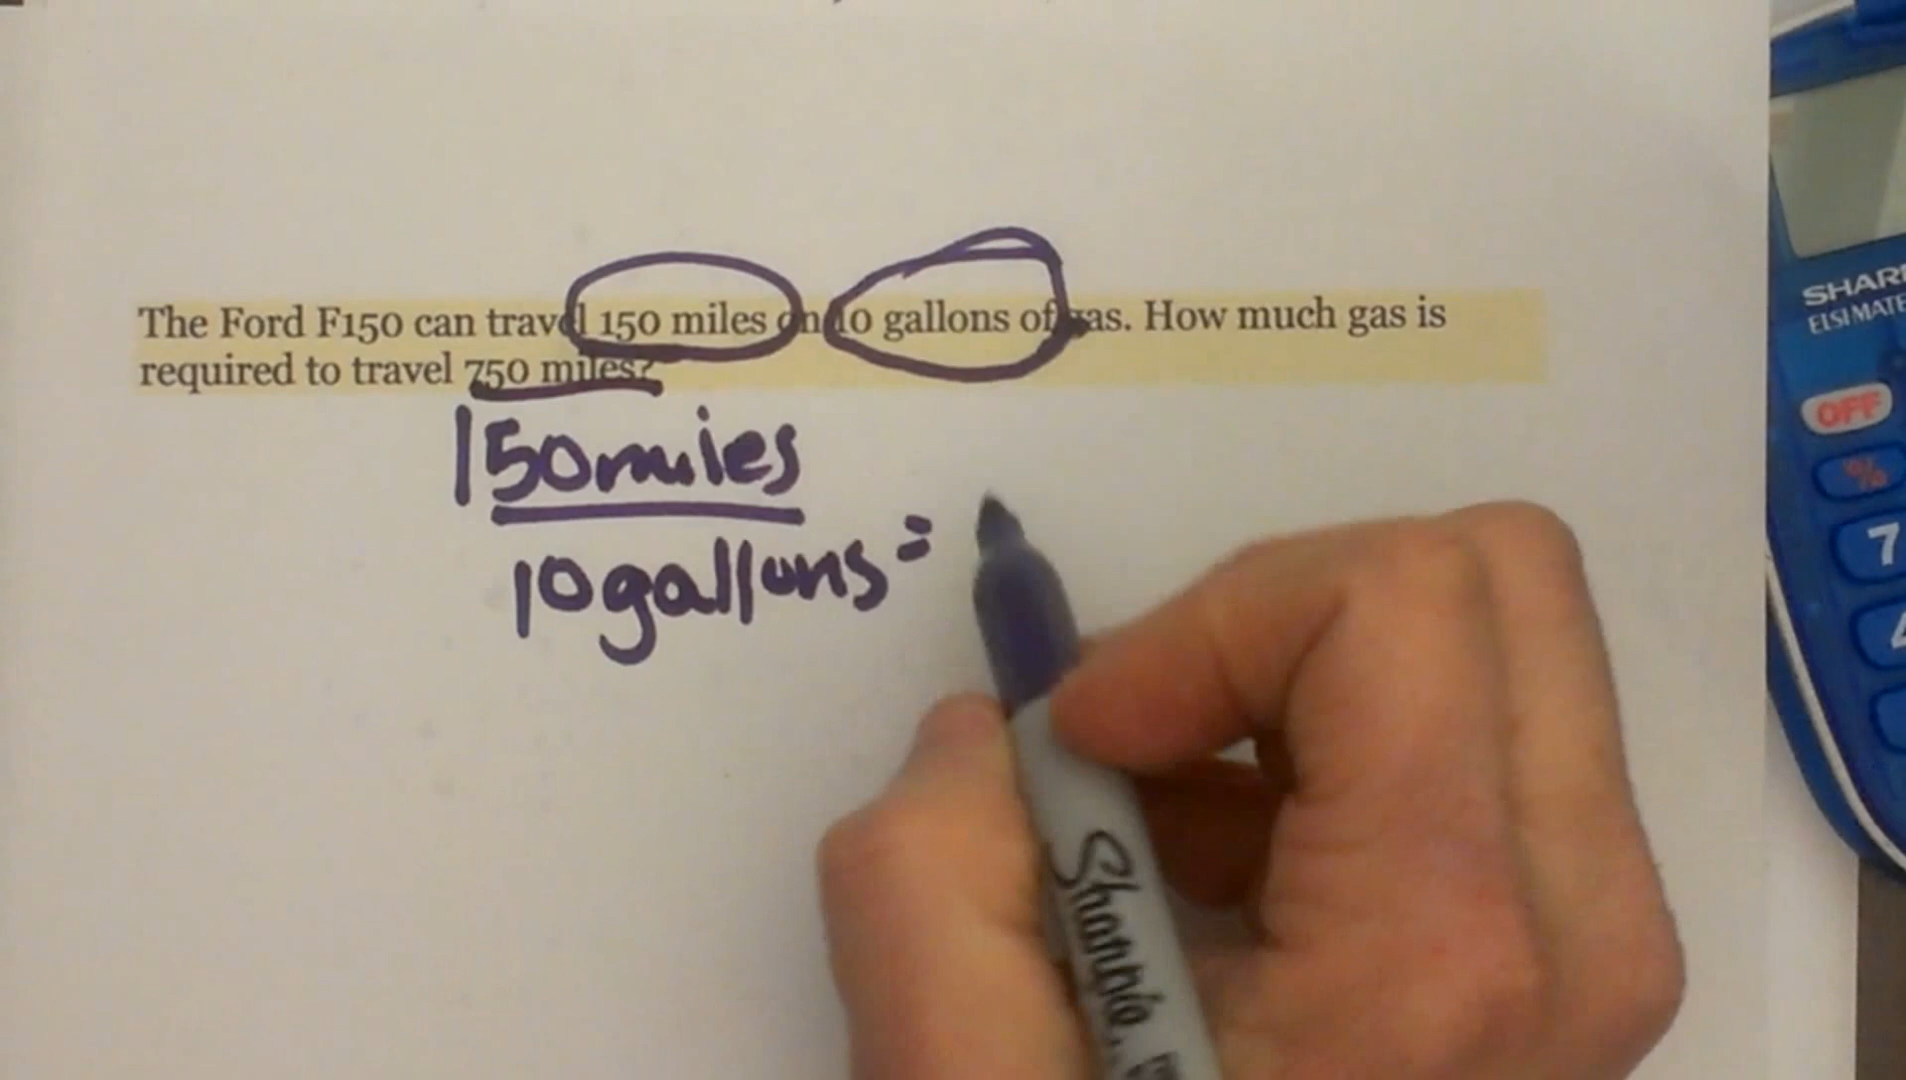 The Ford F150 can travel 150 miles on 10 gallons of gas. How much gas is
required to travel 750 miles?
150 miles
10 gallons =
SHARP
ELSIMATE
OFF
%
7
4
Sharpie.